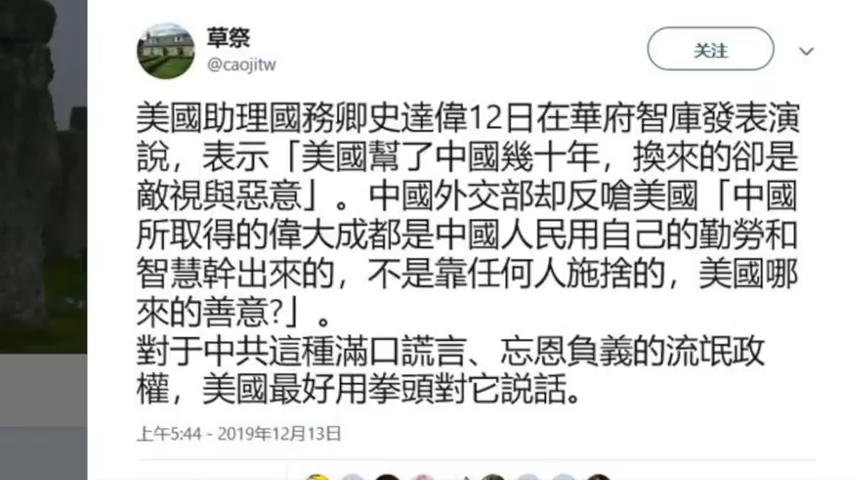 草祭
@caojitw
关注
美國助理國務卿史達偉12日在華府智庫發表演
說，表示「美國幫了中國幾十年，換來的卻是
敵視與惡意」。中國外交部却反嗆美國「中國
所取得的偉大成都是中國人民用自己的勤勞和
智慧幹出來的，不是靠任何人施捨的，美國哪
來的善意?」。
對于中共這種滿口謊言、忘恩負義的流氓政
權，美國最好用拳頭對它説話。
上午5:44 - 2019年12月13日